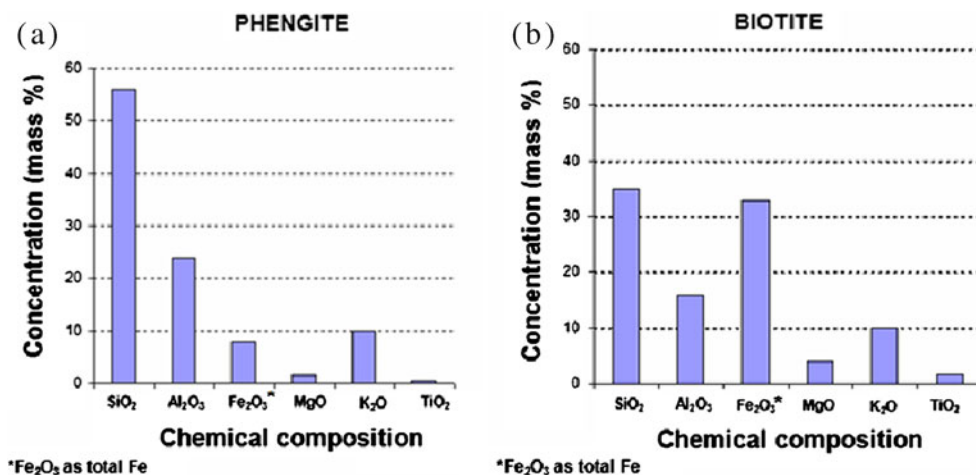 (a) PHENGITE
Concentration (mass %)
60
50
40
30
20
10
0
SiO₂ Al₂O₃ Fe₂O₃* MgO K₂O TiO₂
Chemical composition
*Fe₂O₃ as total Fe
(b) BIOTITE
Concentration (mass %)
60
50
40
30
20
10
0
SiO₂ Al₂O₃ Fe₂O₃* MgO K₂O TiO₂
Chemical composition
*Fe₂O₃ as total Fe